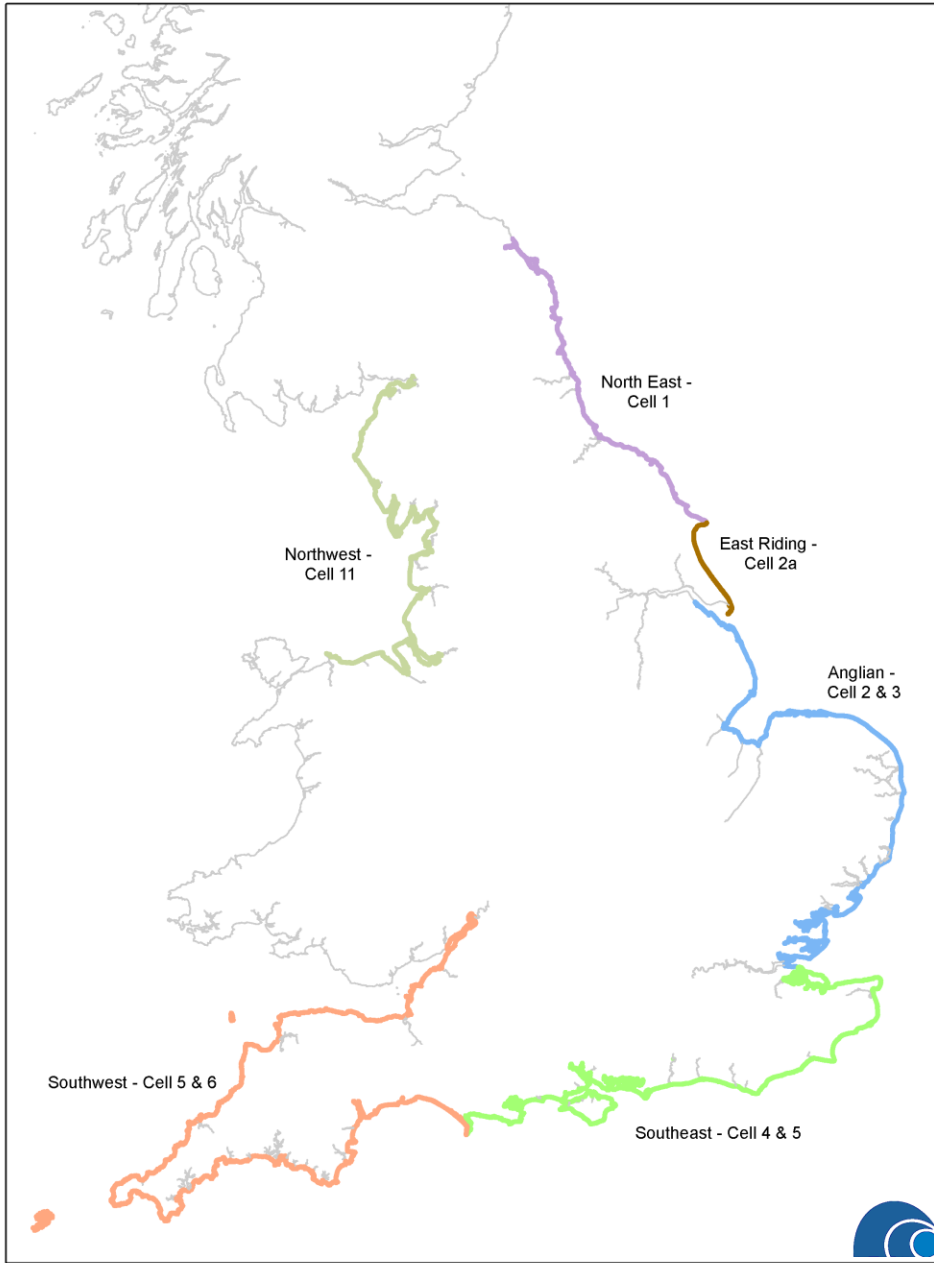 North East -
Cell 1
Northwest -
Cell 11
East Riding -
Cell 2a
Anglian -
Cell 2 & 3
Southwest - Cell 5 & 6
Southeast - Cell 4 & 5